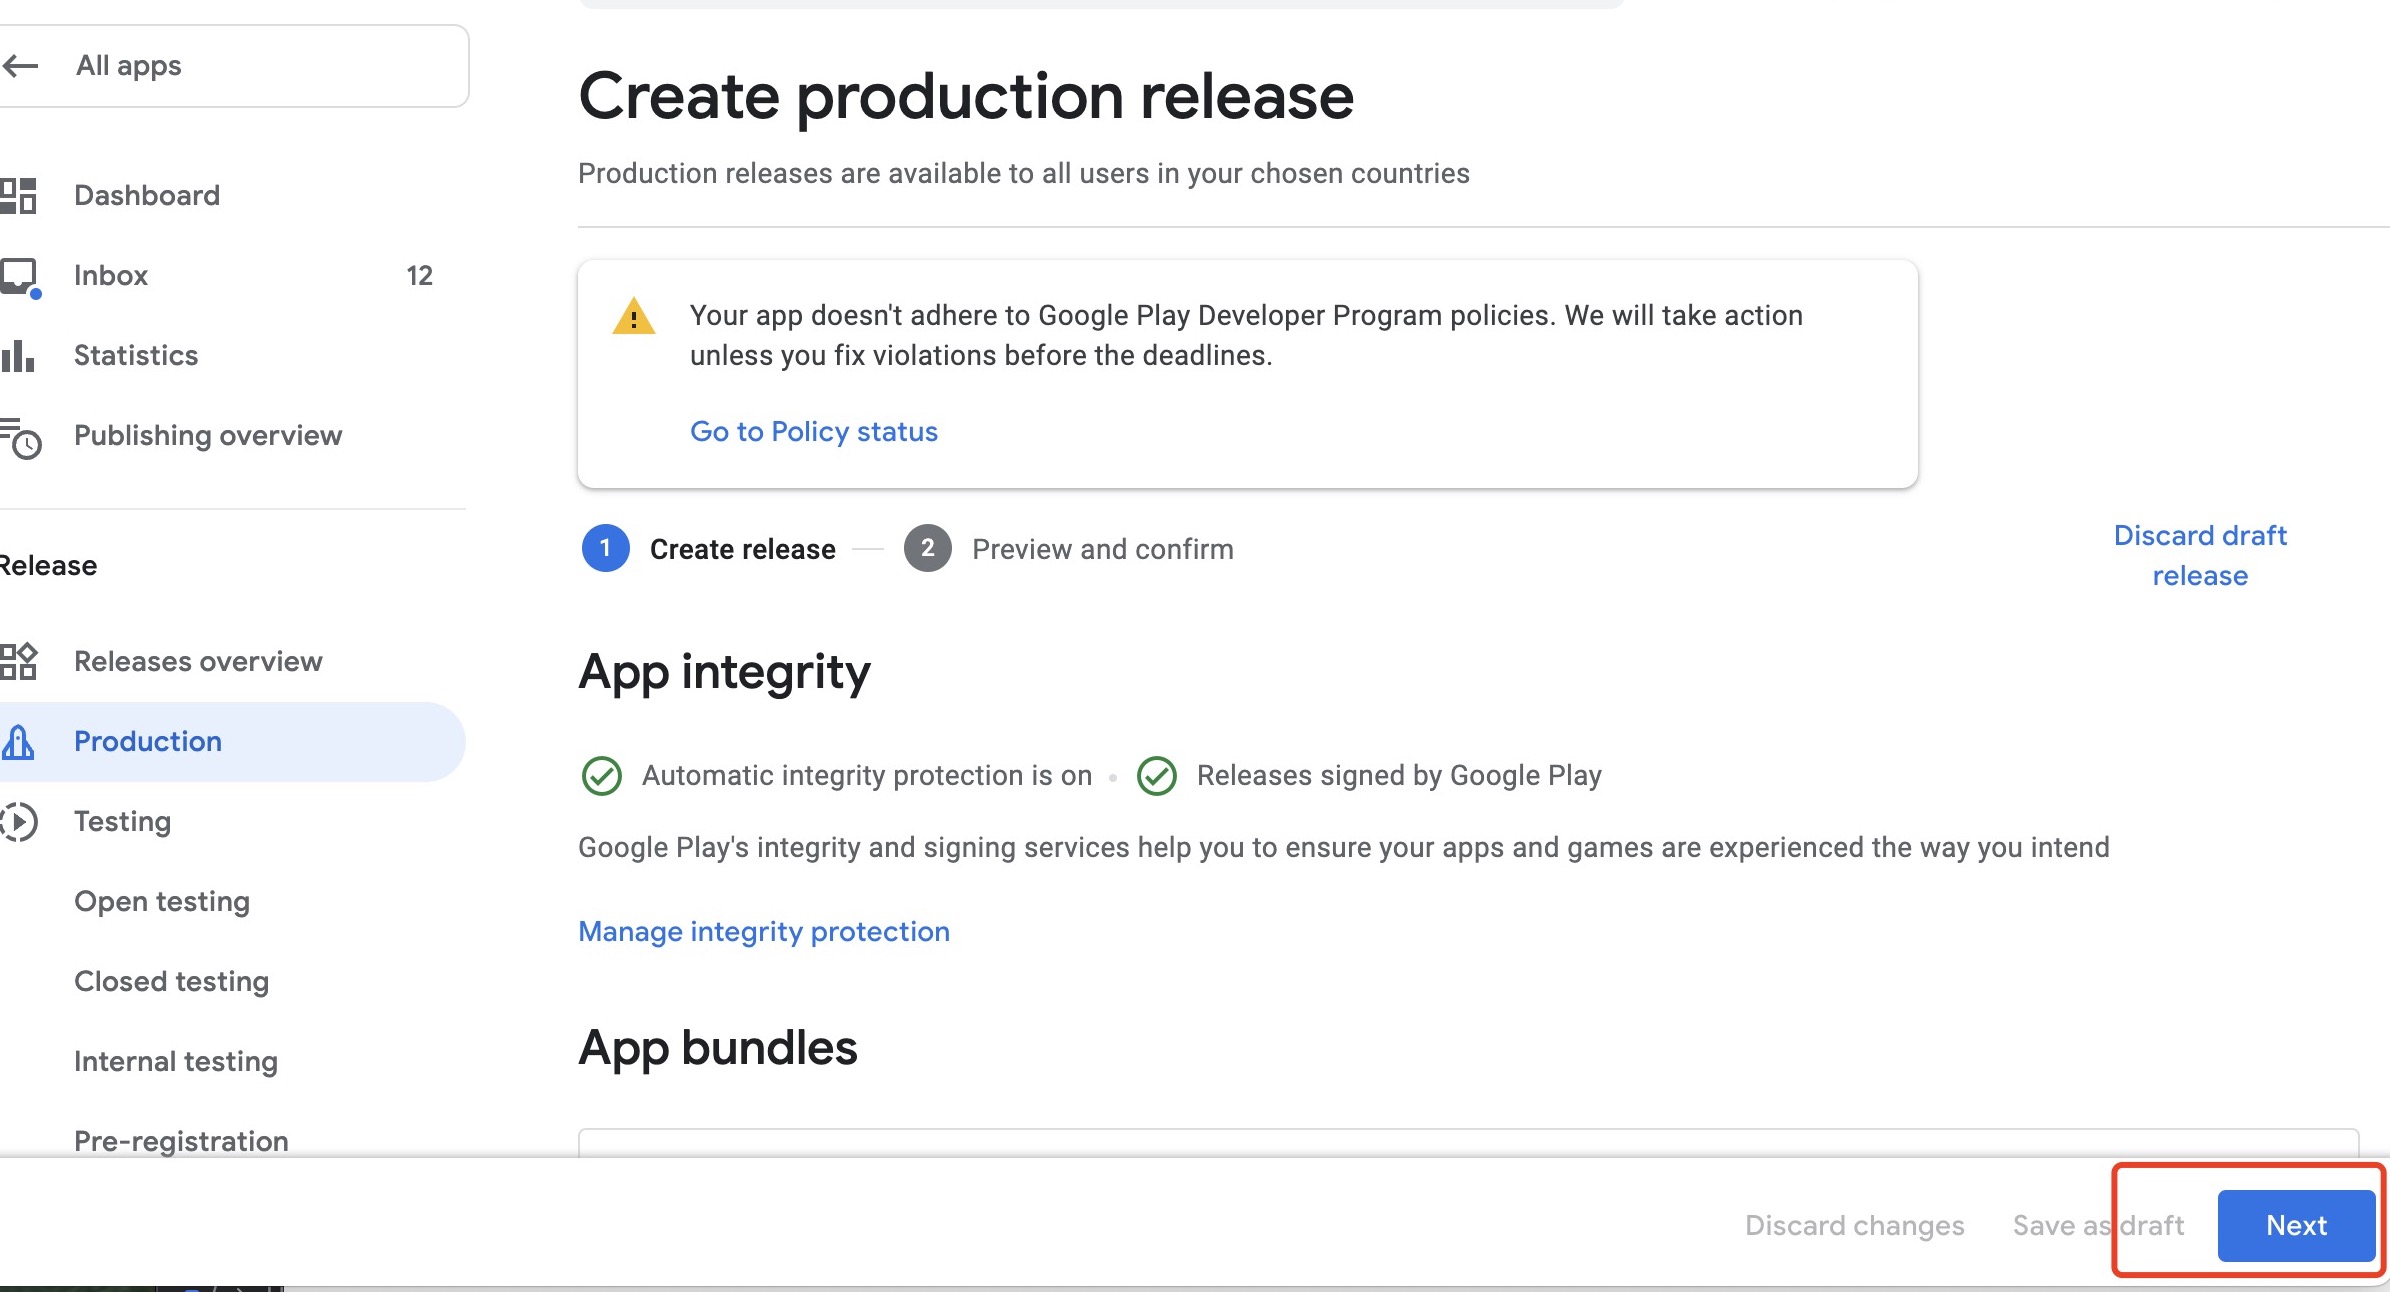 All apps
Dashboard
Inbox 12
Statistics
Publishing overview
Release
Releases overview
Production
Testing
Open testing
Closed testing
Internal testing
Pre-registration
Create production release
Production releases are available to all users in your chosen countries
Your app doesn't adhere to Google Play Developer Program policies. We will take action
unless you fix violations before the deadlines.
Go to Policy status
1 Create release
2 Preview and confirm
Discard draft
release
App integrity
Automatic integrity protection is on • Releases signed by Google Play
Google Play's integrity and signing services help you to ensure your apps and games are experienced the way you intend
Manage integrity protection
App bundles
Discard changes
Save as draft
Next